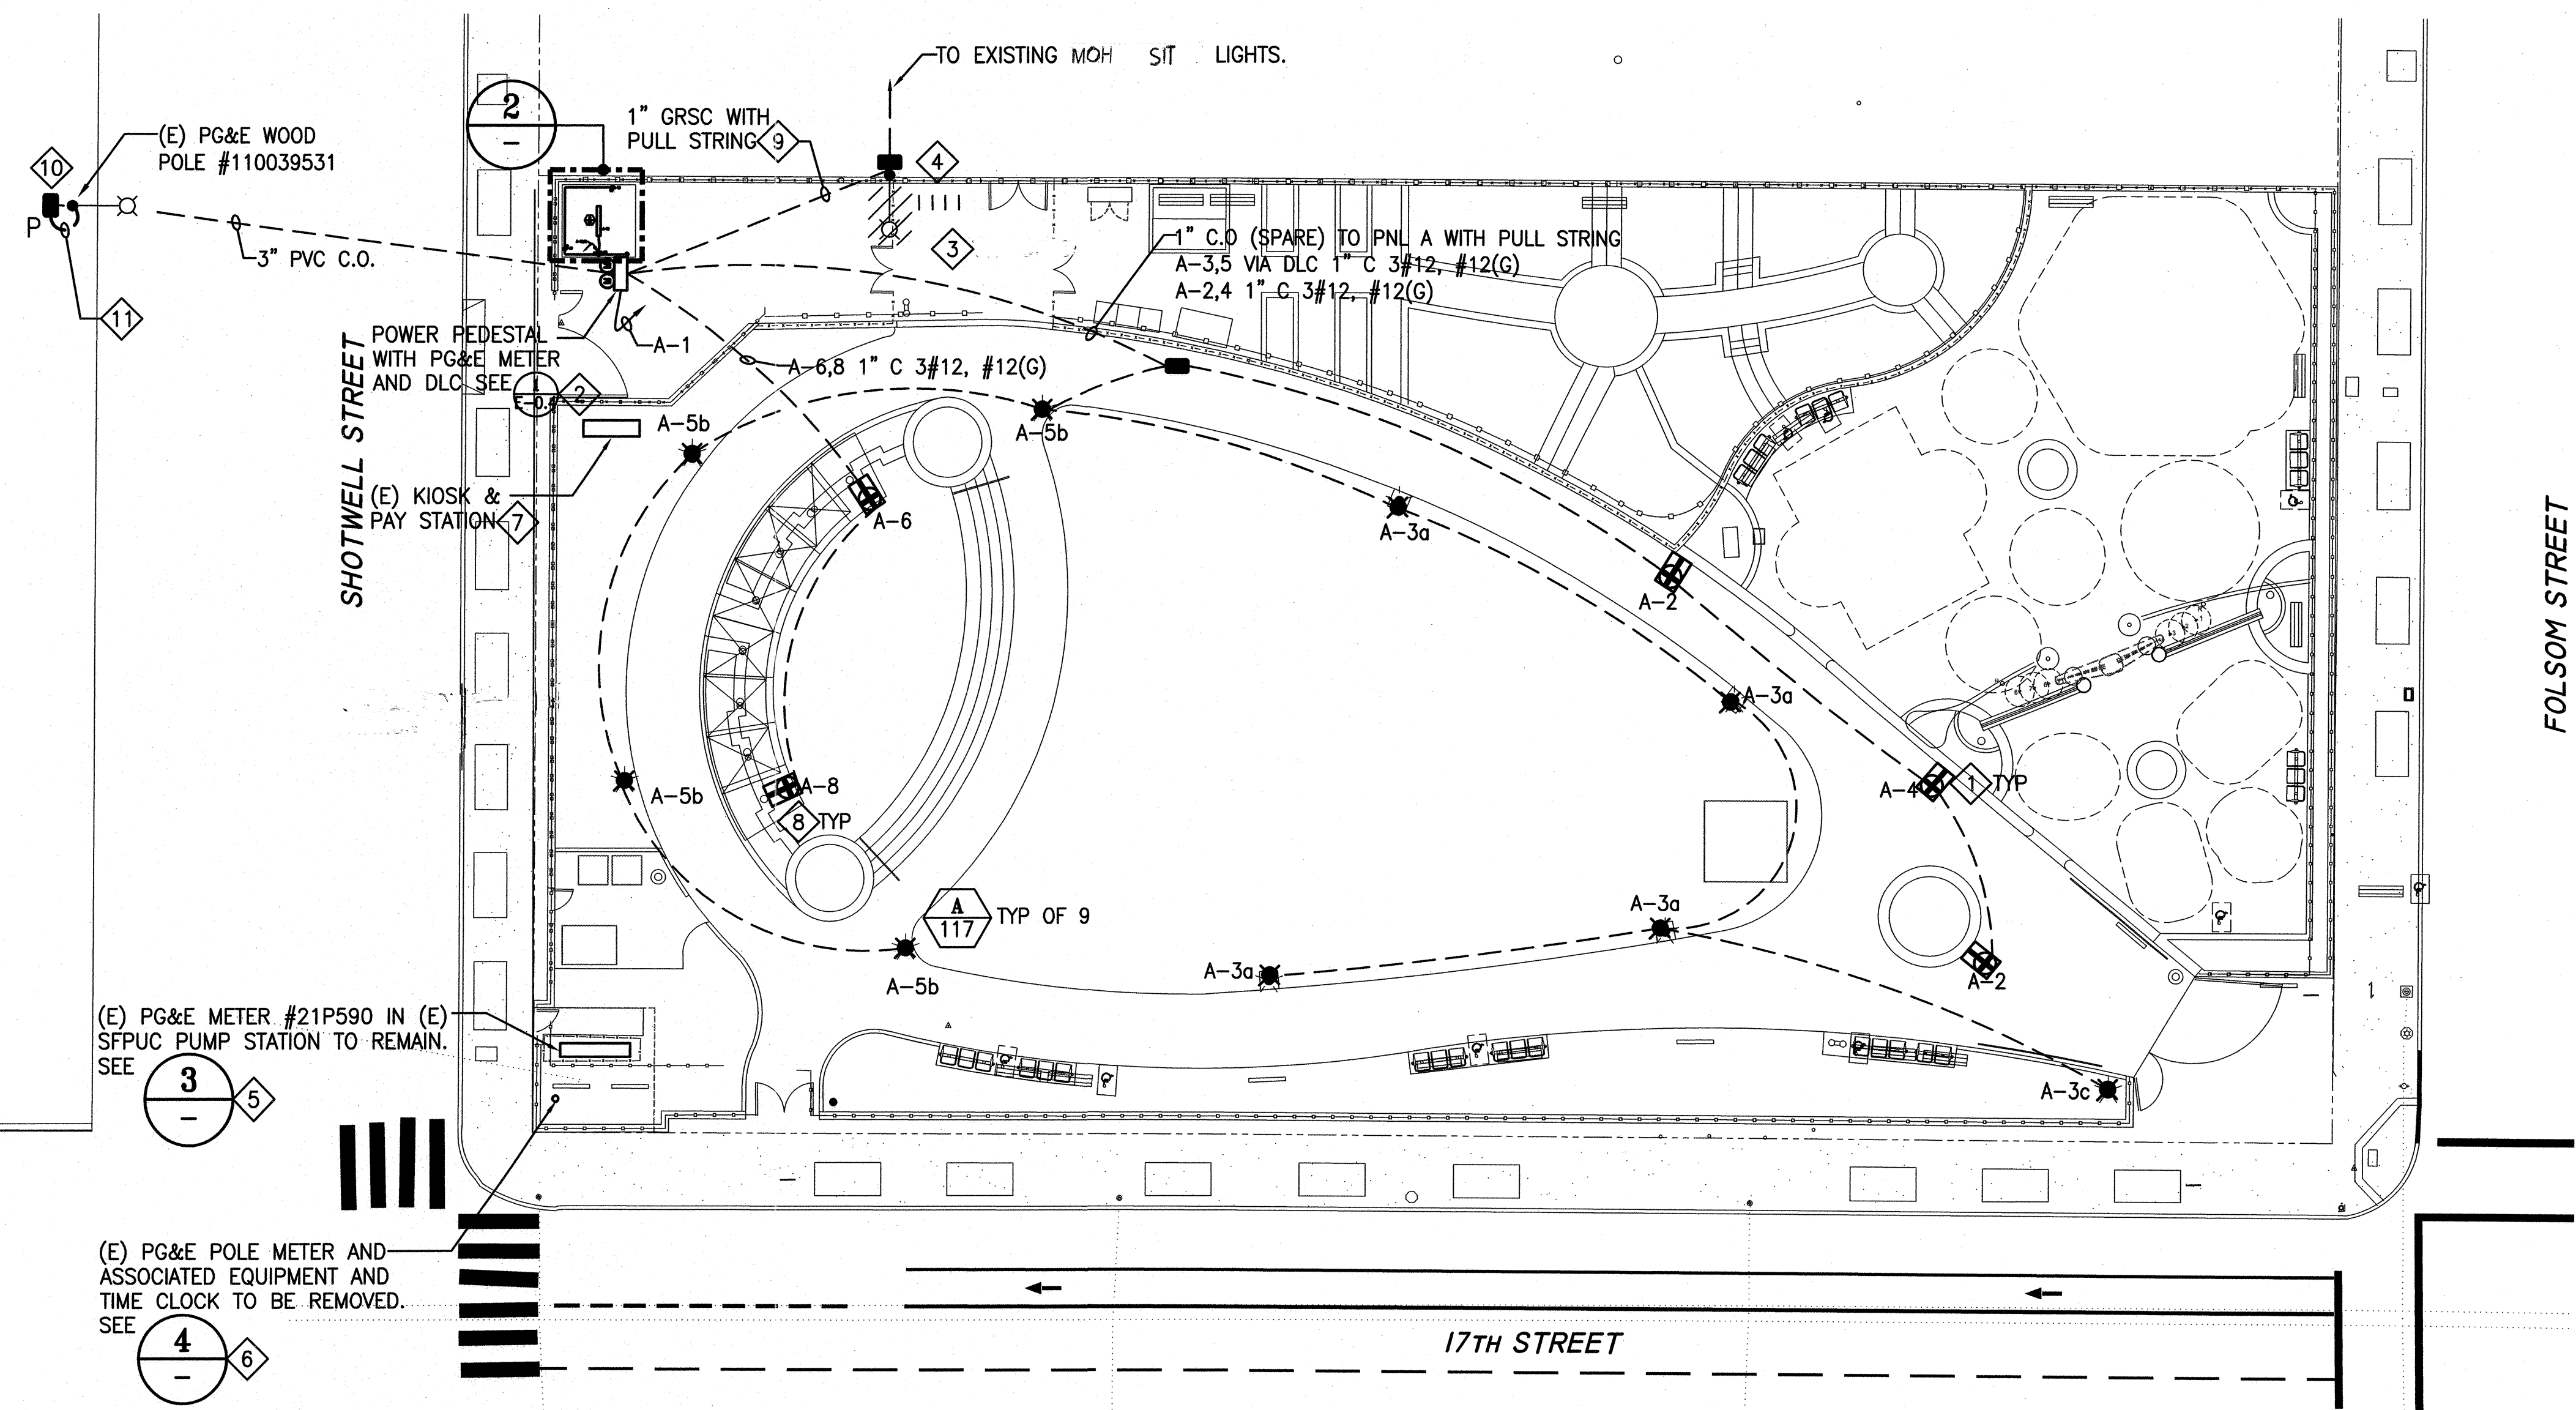 TO EXISTING MOH SIT LIGHTS.
2
–
1" GRSC WITH
PULL STRING 9
4
(E) PG&E WOOD
POLE #110039531
10
P
3" PVC C.O.
11
3
1" C.O (SPARE) TO PNL A WITH PULL STRING
A-3,5 VIA DLC 1" C 3#12, #12(G)
A-2,4 1" C 3#12, #12(G)
SHOTWELL STREET
POWER PEDESTAL
WITH PG&E METER
AND DLC SEE
1
E-0.4
2
A-1
A-6,8 1" C 3#12, #12(G)
A-5b
A-5b
(E) KIOSK &
PAY STATION 7
A-6
A-3a
A-2
FOLSOM STREET
A-3a
A-5b
A-8
8 TYP
A-4
1 TYP
A
117
TYP OF 9
A-5b
A-3a
A-3a
A-2
A-3c
(E) PG&E METER #21P590 IN (E)
SFPUC PUMP STATION TO REMAIN.
SEE
3
–
5
(E) PG&E POLE METER AND
ASSOCIATED EQUIPMENT AND
TIME CLOCK TO BE REMOVED.
SEE
4
–
6
17TH STREET